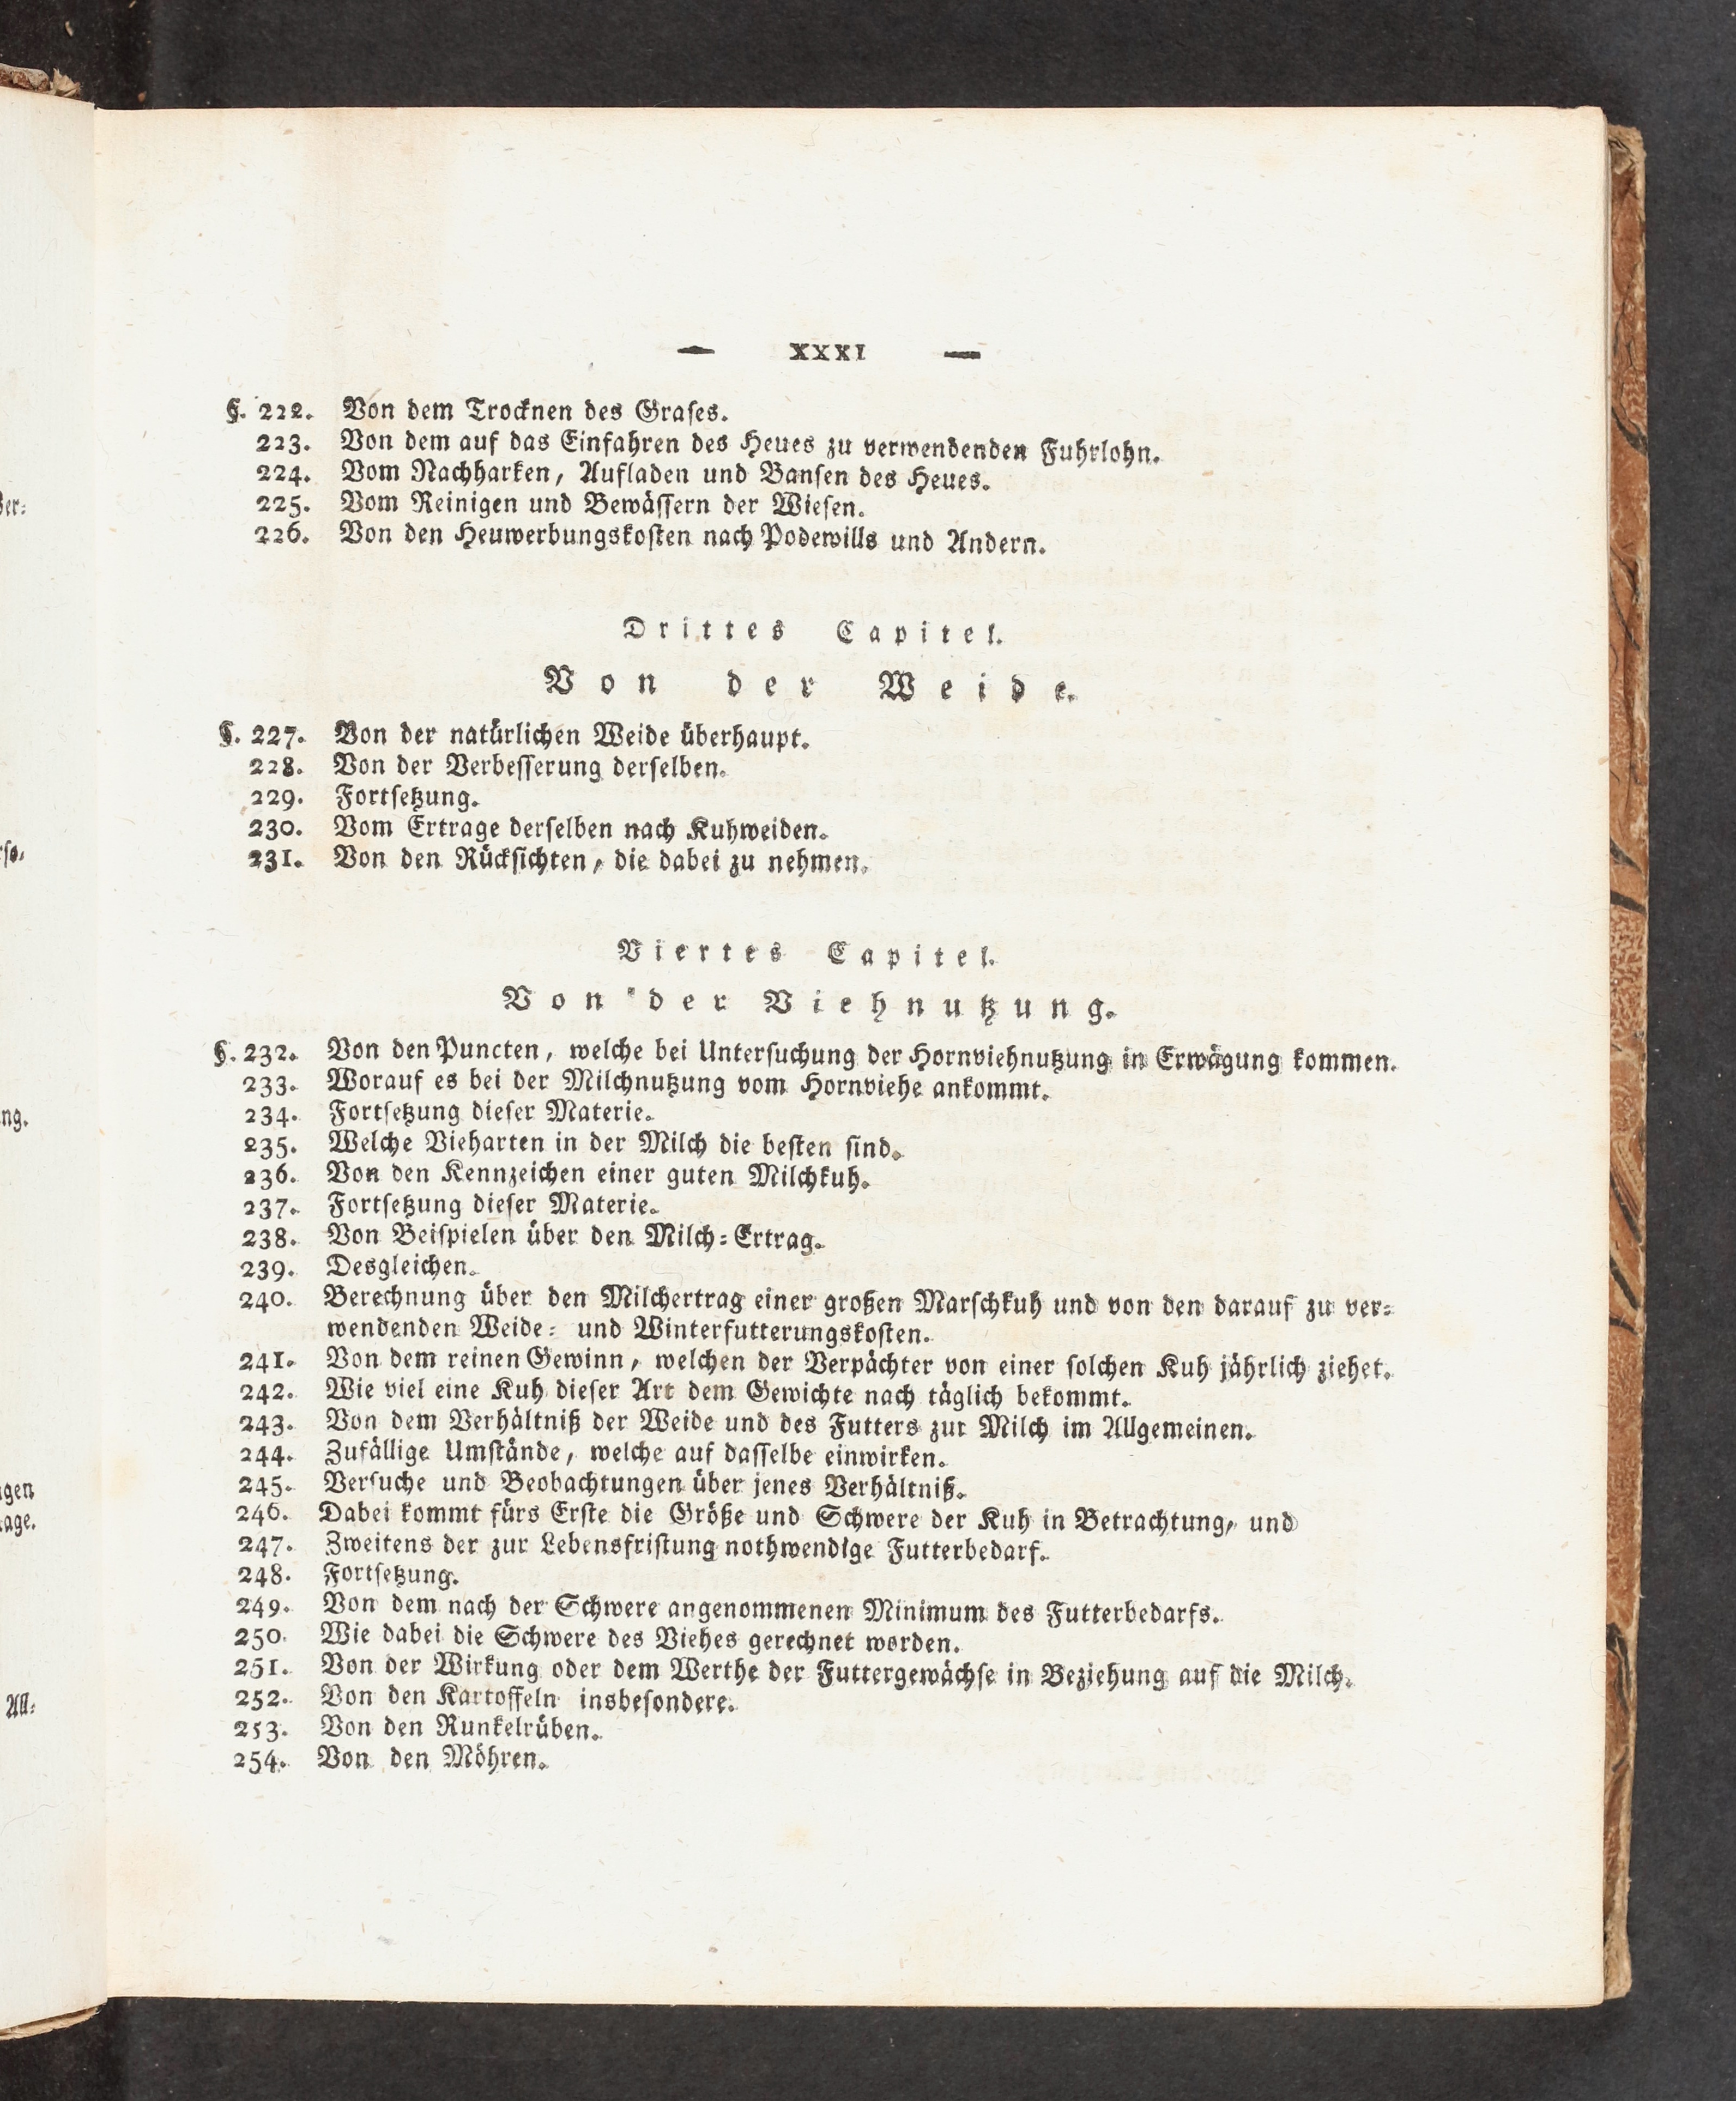 — XXXI —
§. 222. Von dem Trocknen des Graſes.
223. Von dem auf das Einfahren des Heues zu verwendenden Fuhrlohn.
224. Vom Nachharken, Aufladen und Banſen des Heues.
225. Vom Reinigen und Bewäſſern der Wieſen.
226. Von den Heuwerbungskoſten nach Podewills und Andern.
Drittes Capitel.
Von der Weide.
§. 227. Von der natürlichen Weide überhaupt.
228. Von der Verbeſſerung derſelben.
229. Fortſetzung.
230. Vom Ertrage derſelben nach Kuhweiden.
231. Von den Rückſichten, die dabei zu nehmen.
Viertes Capitel.
Von der Viehnutzung.
§. 232. Von den Puncten, welche bei Unterſuchung der Hornviehnutzung in Erwägung kommen.
233. Worauf es bei der Milchnutzung vom Hornviehe ankommt.
234. Fortſetzung dieſer Materie.
235. Welche Vieharten in der Milch die beſten ſind.
236. Von den Kennzeichen einer guten Milchkuh.
237. Fortſetzung dieſer Materie.
238. Von Beiſpielen über den Milch-Ertrag.
239. Desgleichen.
240. Berechnung über den Milchertrag einer großen Marſchkuh und von den darauf zu ver-
wendenden Weide- und Winterfutterungskoſten.
241. Von dem reinen Gewinn, welchen der Verpächter von einer ſolchen Kuh jährlich ziehet.
242. Wie viel eine Kuh dieſer Art dem Gewichte nach täglich bekommt.
243. Von dem Verhältniß der Weide und des Futters zur Milch im Allgemeinen.
244. Zufällige Umſtände, welche auf daſſelbe einwirken.
245. Verſuche und Beobachtungen über jenes Verhältniß.
246. Dabei kommt fürs Erſte die Größe und Schwere der Kuh in Betrachtung, und
247. Zweitens der zur Lebensfriſtung nothwendige Futterbedarf.
248. Fortſetzung.
249. Von dem nach der Schwere angenommenen Minimum des Futterbedarfs.
250. Wie dabei die Schwere des Viehes gerechnet worden.
251. Von der Wirkung oder dem Werthe der Futtergewächſe in Beziehung auf die Milch.
252. Von den Kartoffeln insbeſondere.
253. Von den Runkelrüben.
254. Von den Möhren.